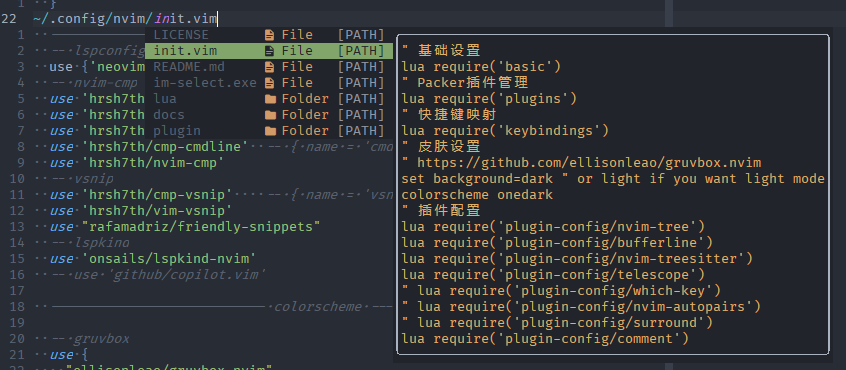 1 }
22 ~/.config/nvim/init.vim
1
2 -- lspconfig
3 use {'neovim
4 -- nvim-cmp
5 use 'hrsh7th
6 use 'hrsh7th
7 use 'hrsh7th
8 use 'hrsh7th/cmp-cmdline' -- { name = 'cmd
9 use 'hrsh7th/nvim-cmp'
10 -- vsnip
11 use 'hrsh7th/cmp-vsnip' -- { name = 'vsn
12 use 'hrsh7th/vim-vsnip'
13 use "rafamadriz/friendly-snippets"
14 -- lspkind
15 use 'onsails/lspkind-nvim'
16 -- use 'github/copilot.vim'
17
18 -------------------------- colorscheme ---
19
20 -- gruvbox
21 use {
22 "ellisonleao/gruvbox.nvim"
LICENSE File [PATH]
init.vim File [PATH]
README.md File [PATH]
im-select.exe File [PATH]
lua Folder [PATH]
docs Folder [PATH]
plugin Folder [PATH]
" 基础设置
lua require('basic')
" Packer插件管理
lua require('plugins')
" 快捷键映射
lua require('keybindings')
" 皮肤设置
" https://github.com/ellisonleao/gruvbox.nvim
set background=dark " or light if you want light mode
colorscheme onedark
" 插件配置
lua require('plugin-config/nvim-tree')
lua require('plugin-config/bufferline')
lua require('plugin-config/nvim-treesitter')
lua require('plugin-config/telescope')
" lua require('plugin-config/which-key')
" lua require('plugin-config/nvim-autopairs')
" lua require('plugin-config/surround')
lua require('plugin-config/comment')